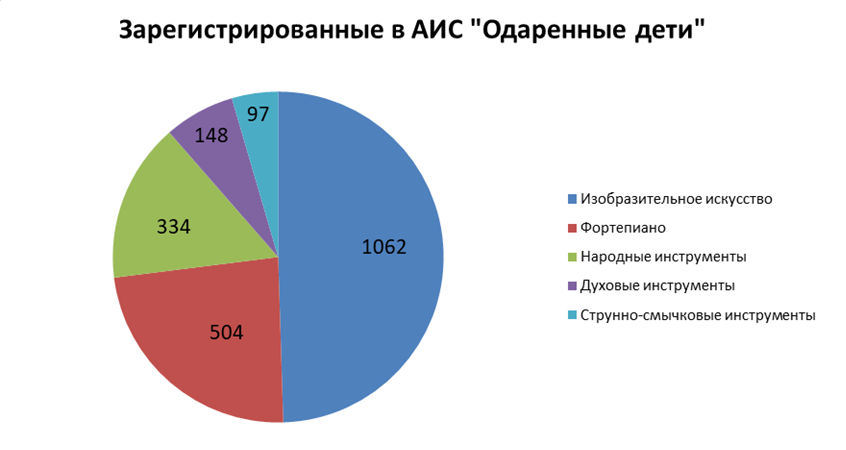 Зарегистрированные в АИС "Одаренные дети"
97
148
334
1062
504
Изобразительное искусство
Фортепиано
Народные инструменты
Духовые инструменты
Струнно-смычковые инструменты